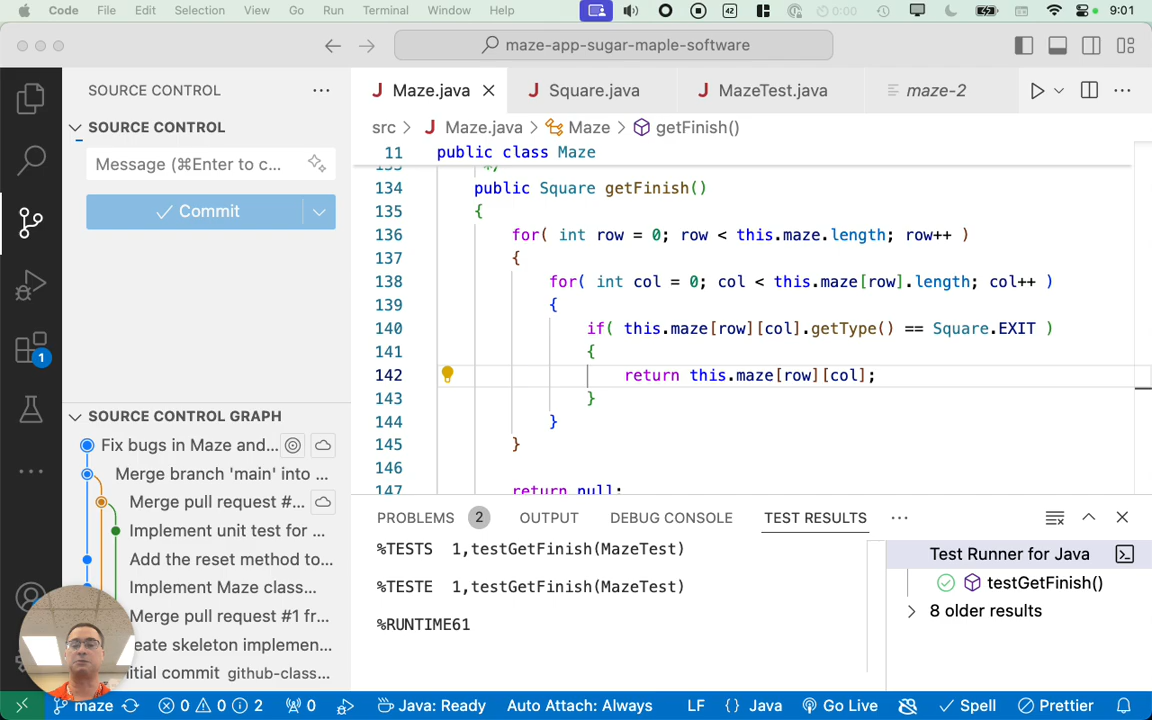 Code File Edit Selection View Go Run Terminal Window Help 42 0:00 9:01
maze-app-sugar-maple-software
SOURCE CONTROL
Maze.java
Square.java
MazeTest.java
maze-2
SOURCE CONTROL
Message (⌘Enter to c...
Commit
src > Maze.java > Maze > getFinish()
11 public class Maze
133 */
134 public Square getFinish()
135 {
136 for( int row = 0; row < this.maze.length; row++ )
137 {
138 for( int col = 0; col < this.maze[row].length; col++ )
139 {
140 if( this.maze[row][col].getType() == Square.EXIT )
141 {
142 return this.maze[row][col];
143 }
144 }
145 }
146
147 return null;
1
SOURCE CONTROL GRAPH
Fix bugs in Maze and...
Merge branch 'main' into ...
Merge pull request #...
Implement unit test for ...
Add the reset method to...
Implement Maze class...
Merge pull request #1 fr...
eate skeleton implemen...
itial commit github-class...
PROBLEMS 2 OUTPUT DEBUG CONSOLE TEST RESULTS
%TESTS 1,testGetFinish(MazeTest)
%TESTE 1,testGetFinish(MazeTest)
%RUNTIME61
Test Runner for Java
testGetFinish()
8 older results
maze 0 0 2 0 Java: Ready Auto Attach: Always LF {} Java Go Live Spell Prettier